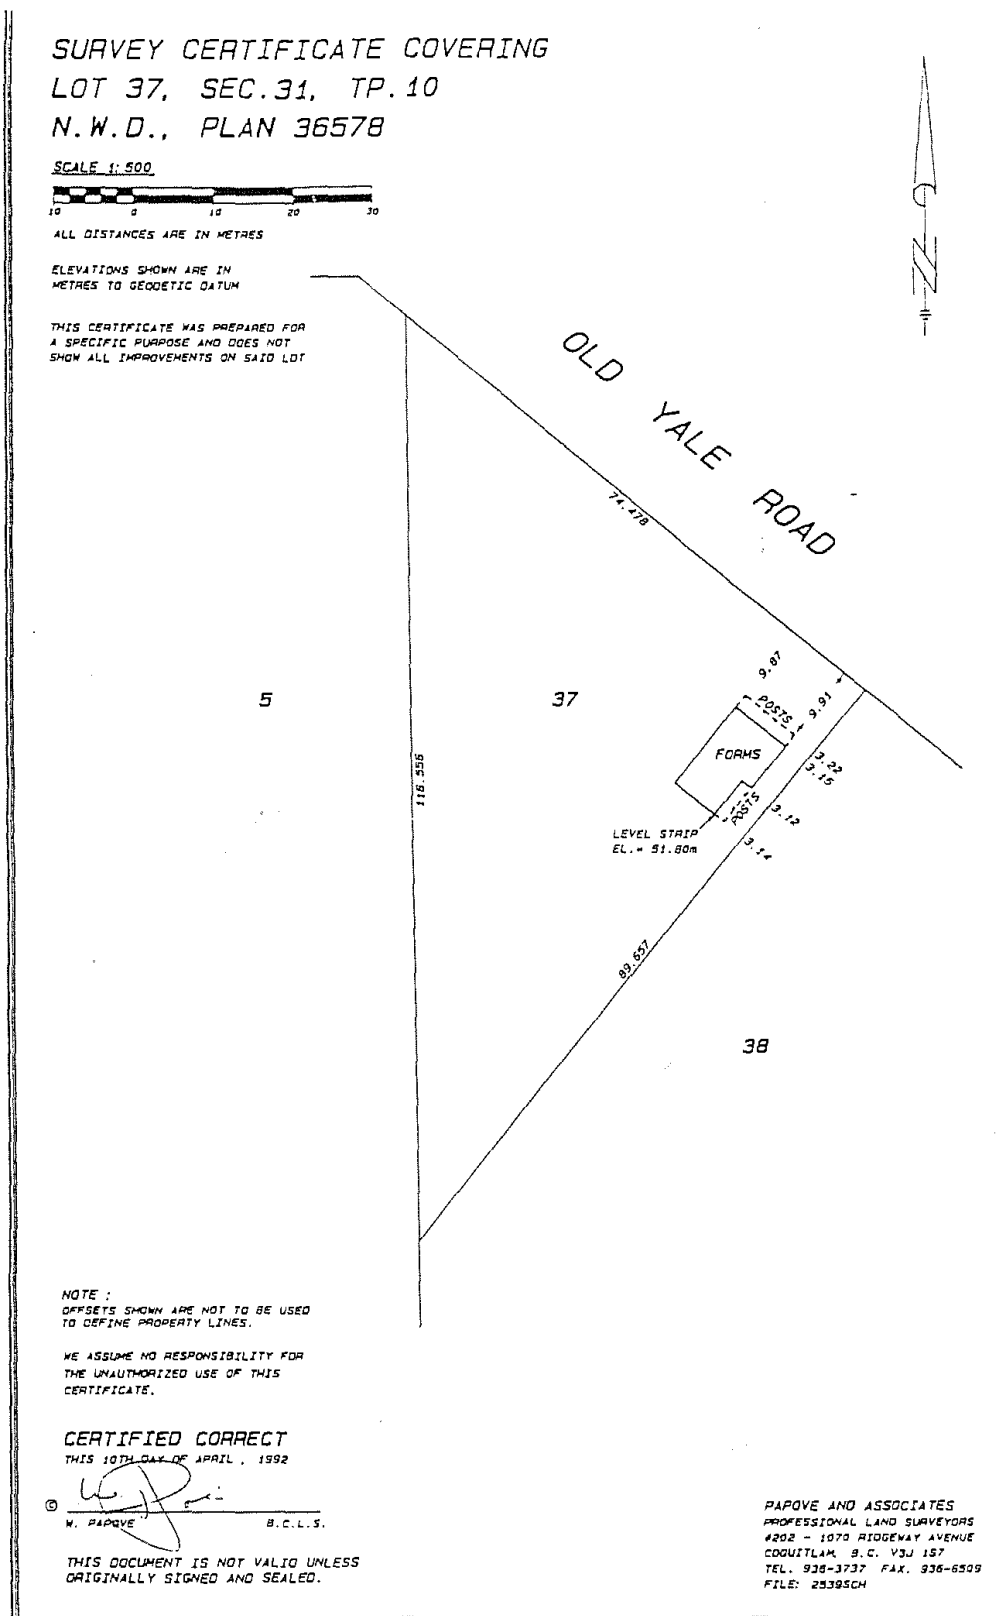 SURVEY CERTIFICATE COVERING
LOT 37, SEC.31, TP.10
N.W.D., PLAN 36578
SCALE 1:500
10 0 10 20 30
ALL DISTANCES ARE IN METRES
ELEVATIONS SHOWN ARE IN
METRES TO GEODETIC DATUM
THIS CERTIFICATE WAS PREPARED FOR
A SPECIFIC PURPOSE AND DOES NOT
SHOW ALL IMPROVEMENTS ON SAID LOT
N
OLD YALE ROAD
74.478
9.87
9.91
5
37
POSTS
FORMS
3.22
3.15
116.556
POSTS
3.12
LEVEL STRIP
EL.= 51.80m
3.14
89.657
38
NOTE :
OFFSETS SHOWN ARE NOT TO BE USED
TO DEFINE PROPERTY LINES.
WE ASSUME NO RESPONSIBILITY FOR
THE UNAUTHORIZED USE OF THIS
CERTIFICATE.
CERTIFIED CORRECT
THIS 10TH DAY OF APRIL , 1992
©
W. PAPOVE B.C.L.S.
THIS DOCUMENT IS NOT VALID UNLESS
ORIGINALLY SIGNED AND SEALED.
PAPOVE AND ASSOCIATES
PROFESSIONAL LAND SURVEYORS
#202 - 1070 RIDGEWAY AVENUE
COQUITLAM, B.C. V3J 1S7
TEL. 936-3737 FAX. 936-6509
FILE: 2539SCH